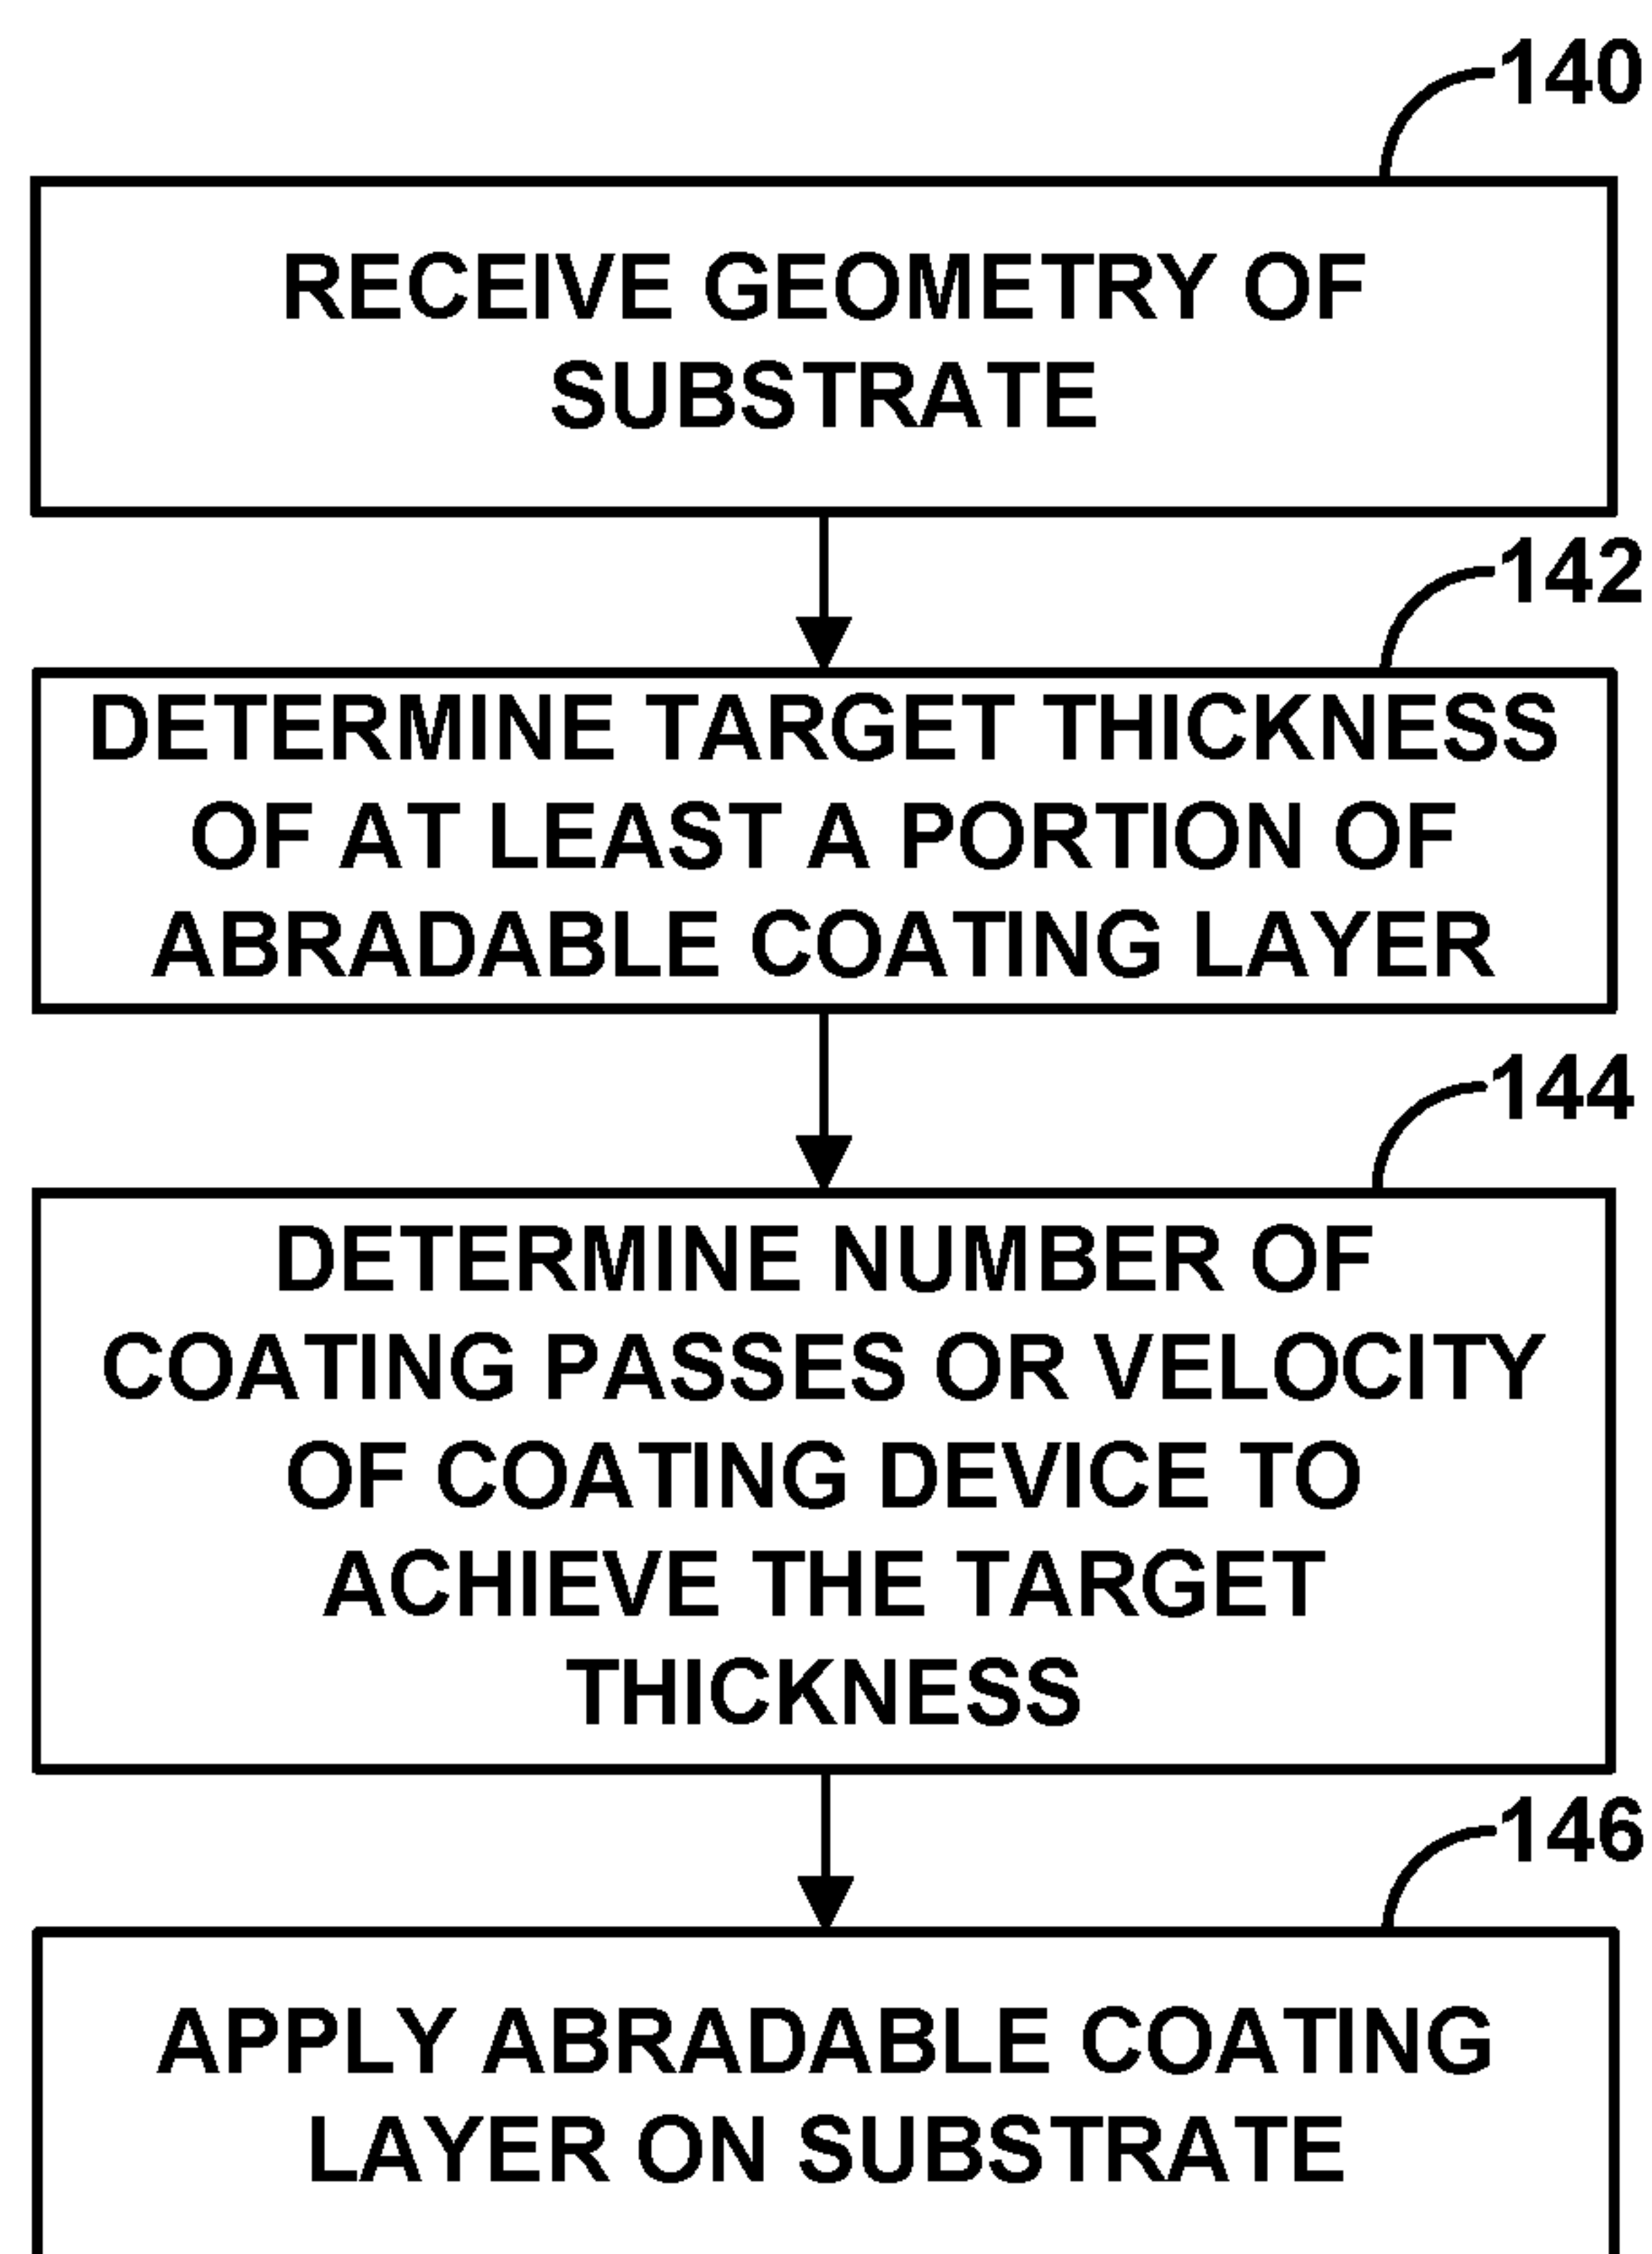 140
RECEIVE GEOMETRY OF
SUBSTRATE
142
DETERMINE TARGET THICKNESS
OF AT LEAST A PORTION OF
ABRADABLE COATING LAYER
144
DETERMINE NUMBER OF
COATING PASSES OR VELOCITY
OF COATING DEVICE TO
ACHIEVE THE TARGET
THICKNESS
146
APPLY ABRADABLE COATING
LAYER ON SUBSTRATE